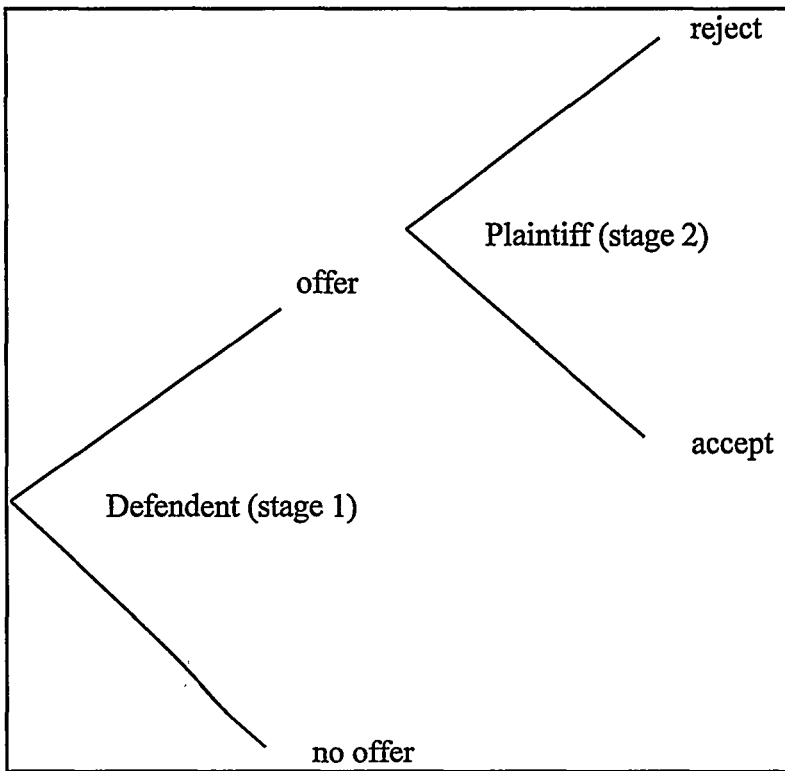 reject
Plaintiff (stage 2)
offer
accept
Defendent (stage 1)
no offer